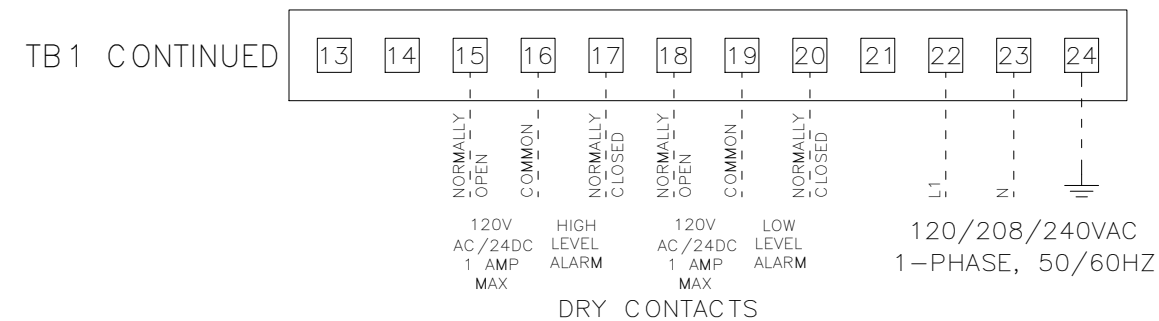 TB1 CONTINUED
13 14 15 16 17 18 19 20 21 22 23 24
NORMALLY
OPEN
COMMON
NORMALLY
CLOSED
NORMALLY
OPEN
COMMON
NORMALLY
CLOSED
L1
N
120V
AC/24DC
1 AMP
MAX
HIGH
LEVEL
ALARM
120V
AC/24DC
1 AMP
MAX
LOW
LEVEL
ALARM
120/208/240VAC
1-PHASE, 50/60HZ
DRY CONTACTS